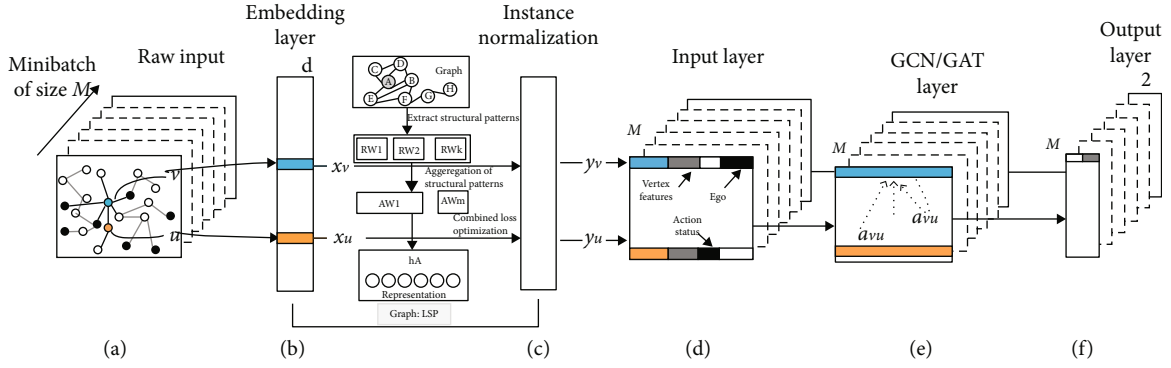 Minibatch
of size M
Raw input
Embedding
layer
d
Instance
normalization
Input layer
GCN/GAT
layer
Output
layer
2
v
u
Graph
C
D
A
B
E
F
G
H
Extract structural patterns
RW1
RW2
RWk
Aggregation of
structural patterns
AW1
AWm
Combined loss
optimization
hA
Representation
Graph: LSP
xv
xu
yv
yu
M
Vertex
features
Ego
Action
status
M
avu
avu
M
(a)
(b)
(c)
(d)
(e)
(f)